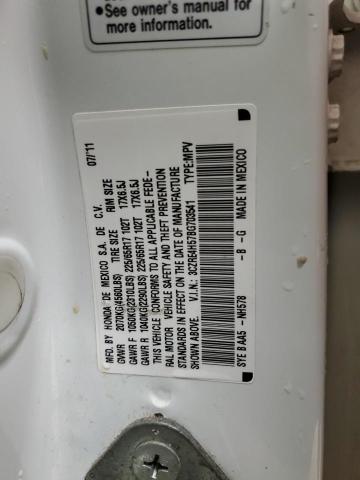 •See owner's manual for
more information.
MFD. BY HONDA DE MEXICO S.A. DE C.V. 07/'11
GVWR 2070KG(4560LBS) TIRE SIZE RIM SIZE
GAWR F 1050KG(2310LBS) 225/65R17 102T 17X6.5J
GAWR R 1040KG(2290LBS) 225/65R17 102T 17X6.5J
THIS VEHICLE CONFORMS TO ALL APPLICABLE FEDE-
RAL MOTOR VEHICLE SAFETY AND THEFT PREVENTION
STANDARDS IN EFFECT ON THE DATE OF MANUFACTURE
SHOWN ABOVE. V.I.N.: 3CZRE4H57BG703541 TYPE:MPV
SYE B AAA5 -NH578 -B -G MADE IN MEXICO